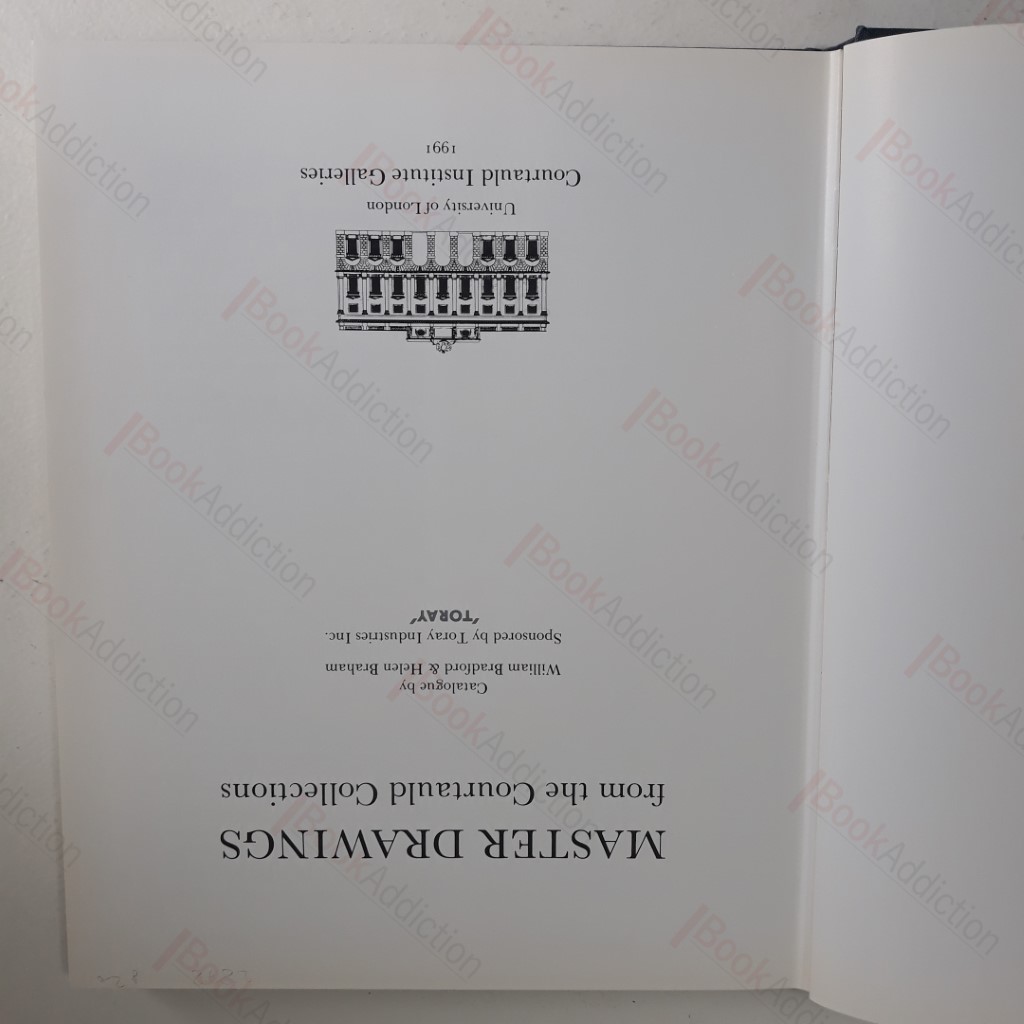 MASTER DRAWINGS
from the Courtauld Collections
Catalogue by
William Bradford & Helen Braham
Sponsored by Toray Industries Inc.
'TORAY'
University of London
Courtauld Institute Galleries
1991
BookAddiction